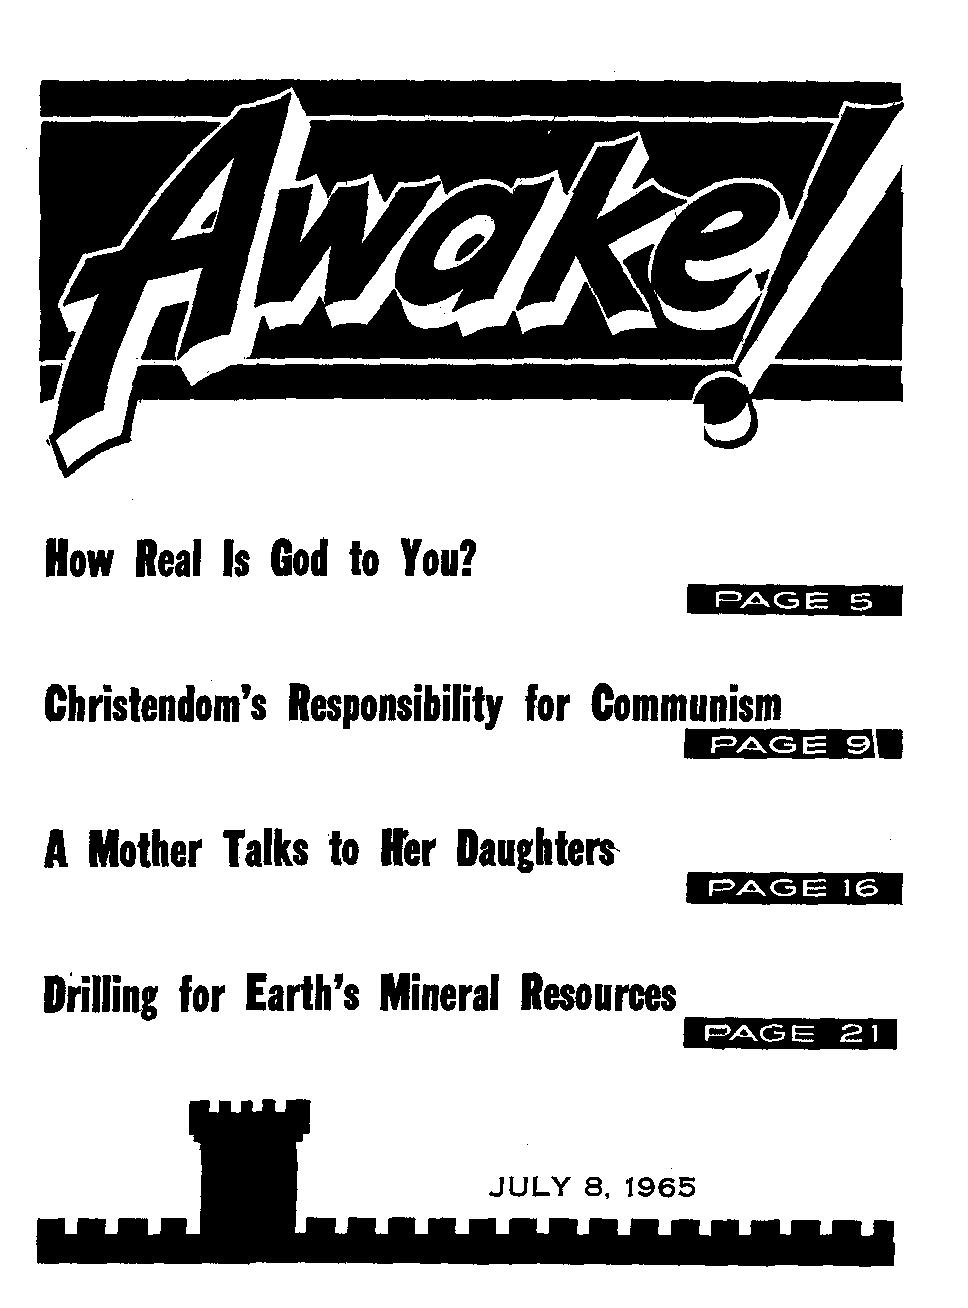 Awake!
How Real Is God to You?
PAGE 5
Christendom's Responsibility for Communism
PAGE 9
A Mother Talks to Her Daughters
PAGE 16
Drilling for Earth's Mineral Resources
PAGE 21
JULY 8, 1965